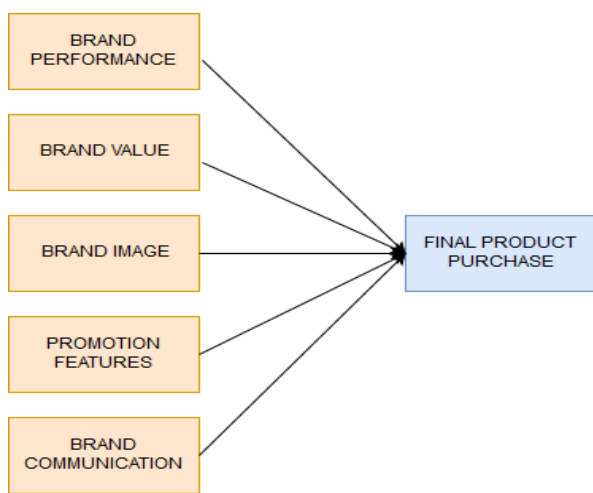 BRAND
PERFORMANCE
BRAND VALUE
BRAND IMAGE
PROMOTION
FEATURES
BRAND
COMMUNICATION
FINAL PRODUCT
PURCHASE